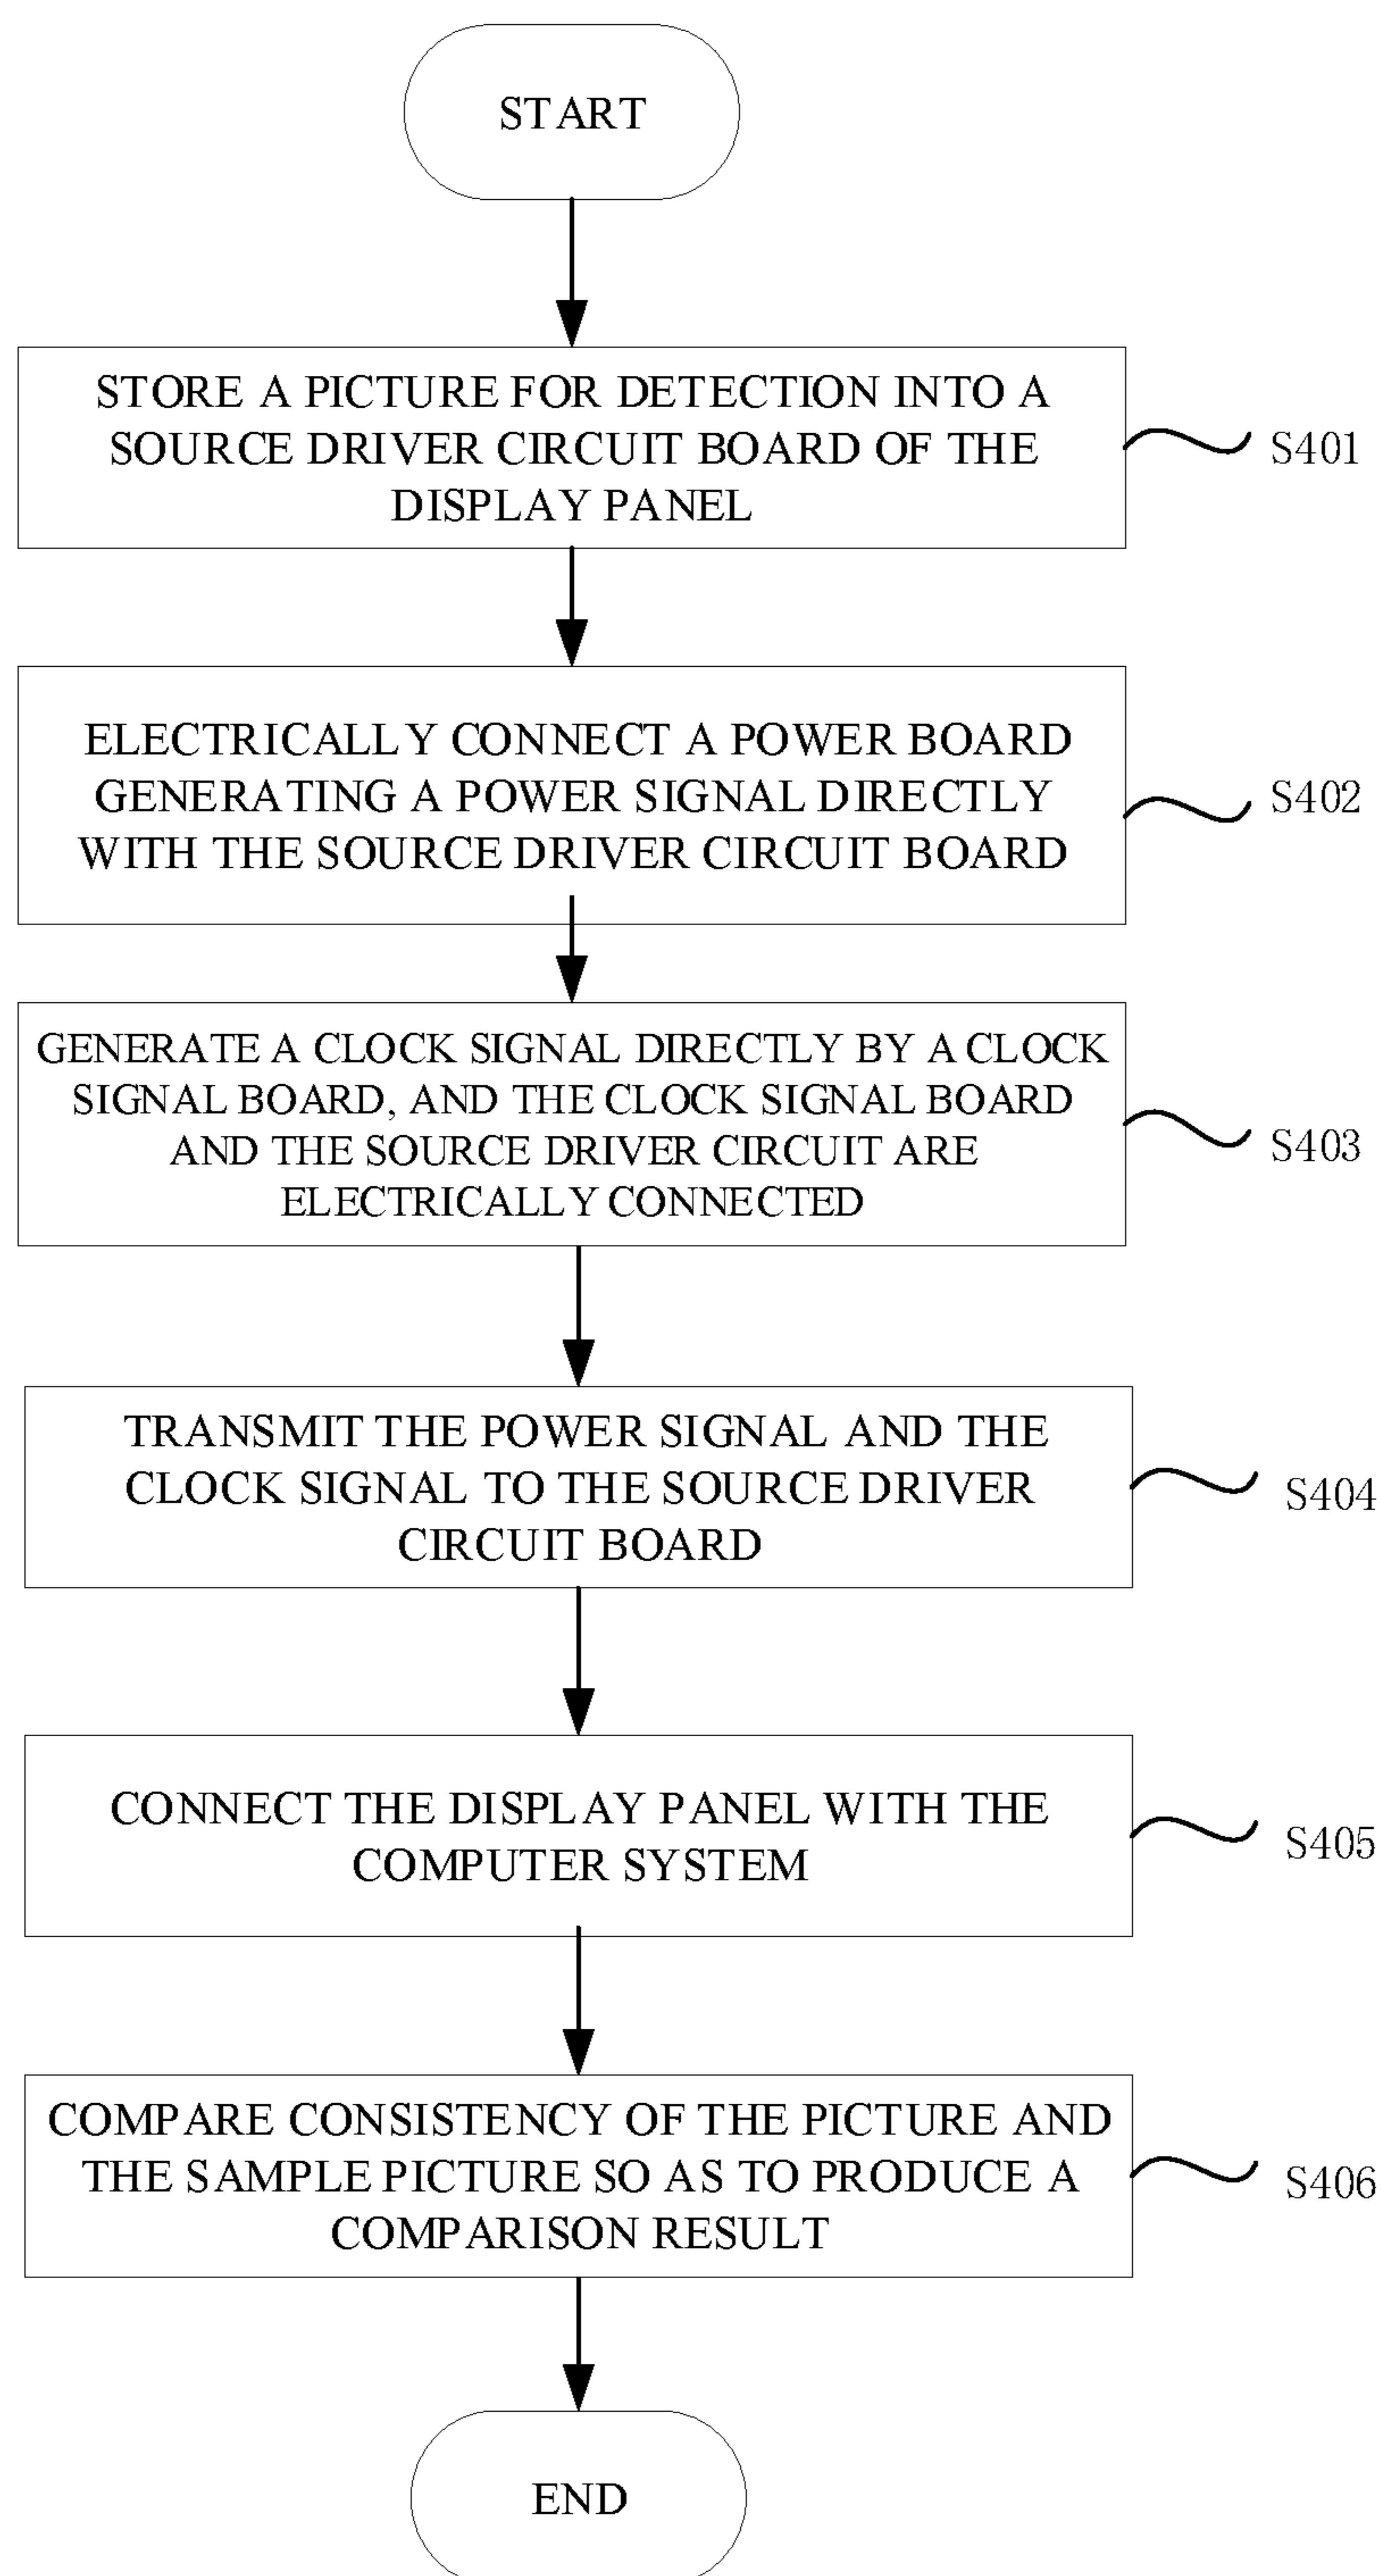 START
STORE A PICTURE FOR DETECTION INTO A
SOURCE DRIVER CIRCUIT BOARD OF THE
DISPLAY PANEL
S401
ELECTRICALLY CONNECT A POWER BOARD
GENERATING A POWER SIGNAL DIRECTLY
WITH THE SOURCE DRIVER CIRCUIT BOARD
S402
GENERATE A CLOCK SIGNAL DIRECTLY BY A CLOCK
SIGNAL BOARD, AND THE CLOCK SIGNAL BOARD
AND THE SOURCE DRIVER CIRCUIT ARE
ELECTRICALLY CONNECTED
S403
TRANSMIT THE POWER SIGNAL AND THE
CLOCK SIGNAL TO THE SOURCE DRIVER
CIRCUIT BOARD
S404
CONNECT THE DISPLAY PANEL WITH THE
COMPUTER SYSTEM
S405
COMPARE CONSISTENCY OF THE PICTURE AND
THE SAMPLE PICTURE SO AS TO PRODUCE A
COMPARISON RESULT
S406
END